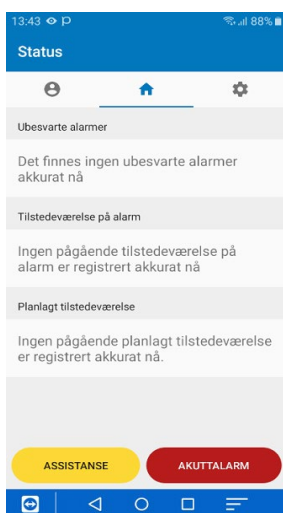 13:43 88%
Status
Ubesvarte alarmer
Det finnes ingen ubesvarte alarmer
akkurat nå
Tilstedeværelse på alarm
Ingen pågående tilstedeværelse på
alarm er registrert akkurat nå
Planlagt tilstedeværelse
Ingen pågående planlagt tilstedeværelse
er registrert akkurat nå.
ASSISTANSE AKUTTALARM